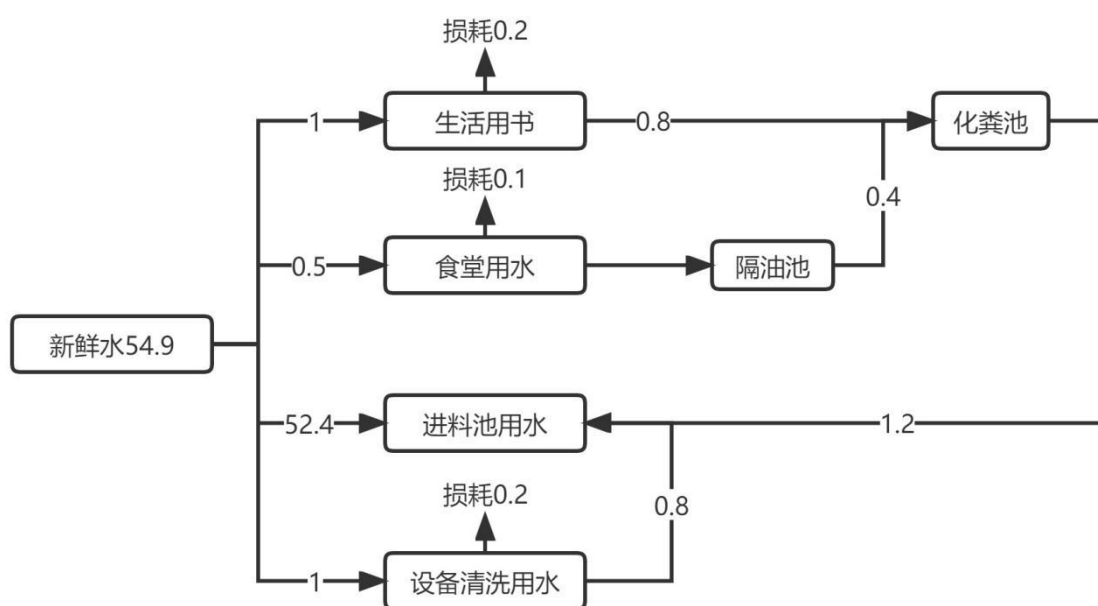 损耗0.2
1
生活用书
0.8
化粪池
损耗0.1
0.4
0.5
食堂用水
隔油池
新鲜水54.9
52.4
进料池用水
1.2
损耗0.2
0.8
1
设备清洗用水